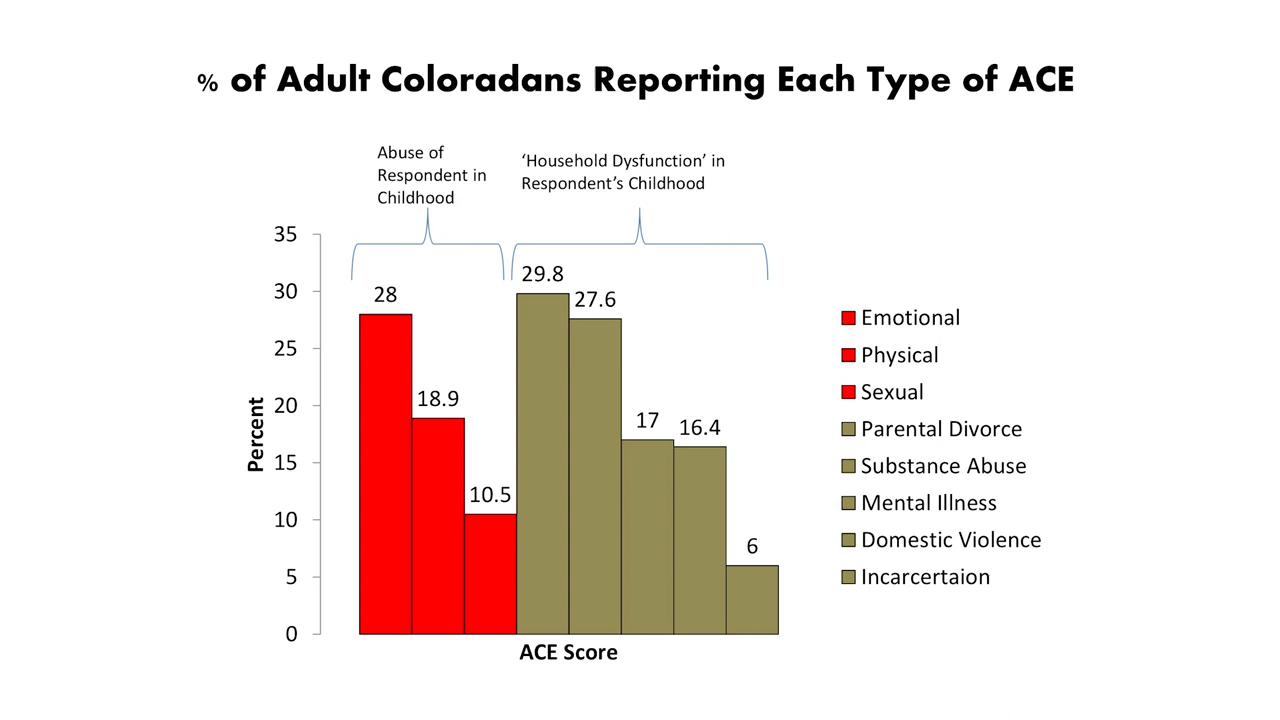 % of Adult Coloradans Reporting Each Type of ACE
Abuse of
Respondent in
Childhood
‘Household Dysfunction’ in
Respondent’s Childhood
35
30
25
20
15
10
5
0
Percent
28
18.9
10.5
29.8
27.6
17
16.4
6
ACE Score
Emotional
Physical
Sexual
Parental Divorce
Substance Abuse
Mental Illness
Domestic Violence
Incarcertaion